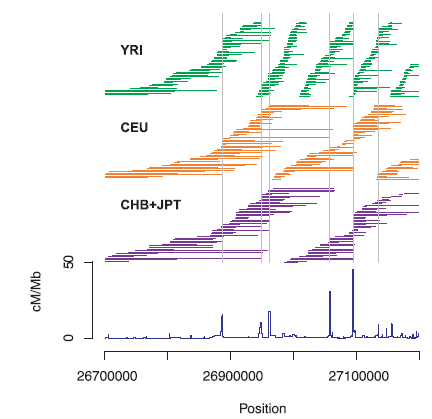 YRI
CEU
CHB+JPT
50
cM/Mb
0
26700000 26900000 27100000
Position